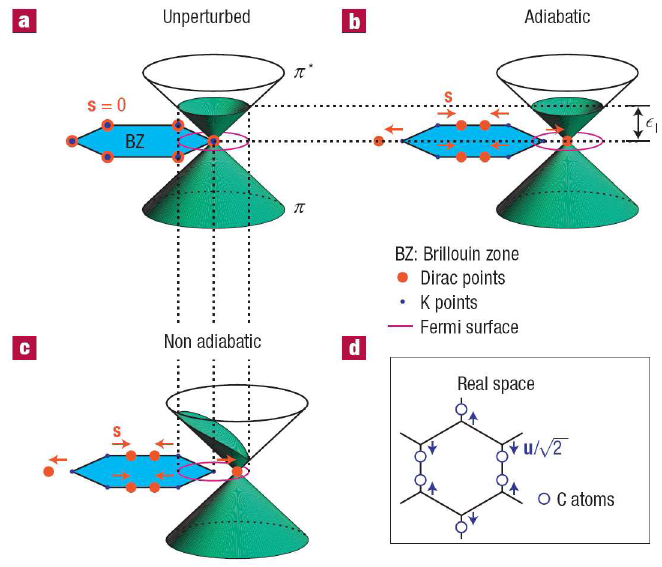 a
Unperturbed
b
Adiabatic
π*
s = 0
s
BZ
π
BZ: Brillouin zone
Dirac points
K points
Fermi surface
c
Non adiabatic
d
s
Real space
u/√2
C atoms